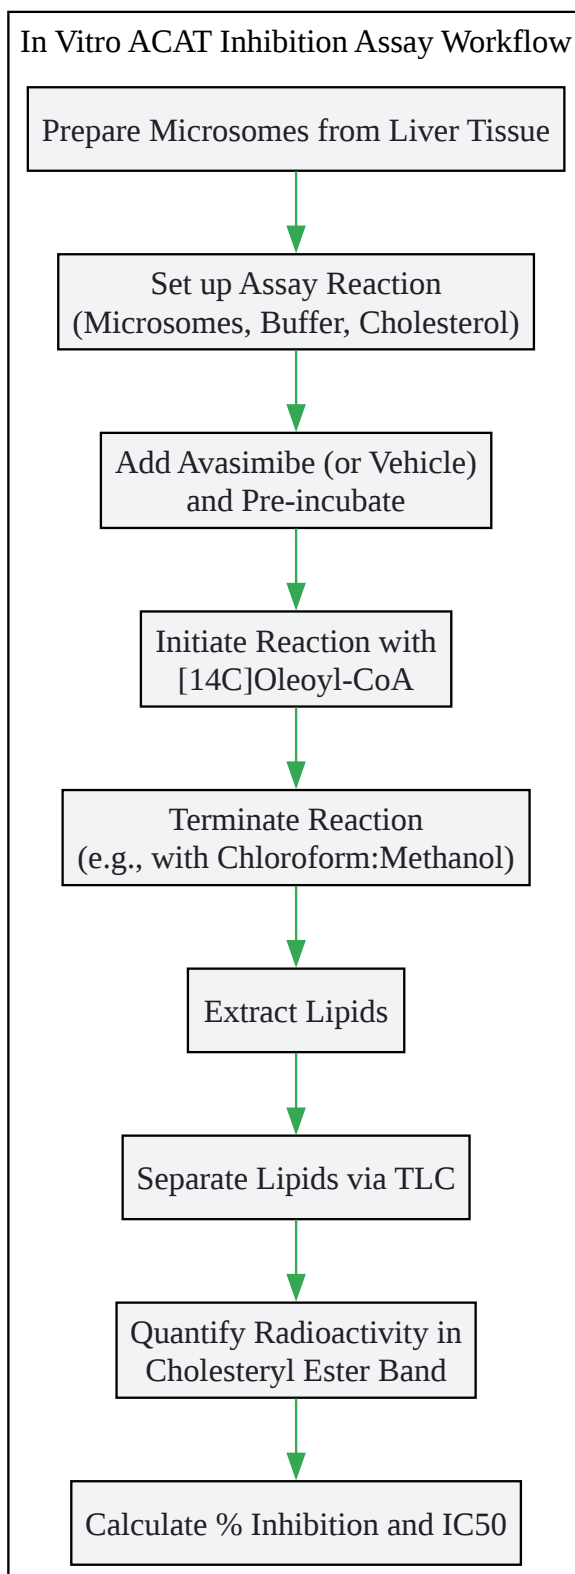 In Vitro ACAT Inhibition Assay Workflow
Prepare Microsomes from Liver Tissue
Set up Assay Reaction
(Microsomes, Buffer, Cholesterol)
Add Avasimibe (or Vehicle)
and Pre-incubate
Initiate Reaction with
[14C]Oleoyl-CoA
Terminate Reaction
(e.g., with Chloroform:Methanol)
Extract Lipids
Separate Lipids via TLC
Quantify Radioactivity in
Cholesteryl Ester Band
Calculate % Inhibition and IC50